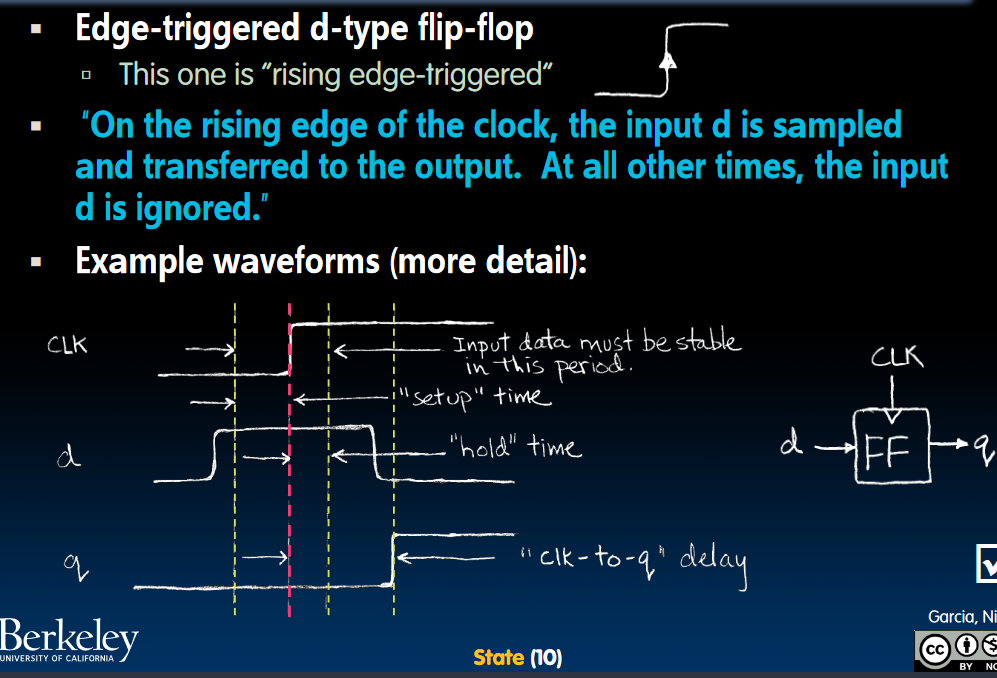 Edge-triggered d-type flip-flop
This one is "rising edge-triggered"
"On the rising edge of the clock, the input d is sampled
and transferred to the output. At all other times, the input
d is ignored."
Example waveforms (more detail):
CLK
Input data must be stable
in this period.
"setup" time
d
"hold" time
q
"clk-to-q" delay
CLK
d
FF
q
Berkeley
UNIVERSITY OF CALIFORNIA
State (10)
Garcia, Ni
cc
BY NC